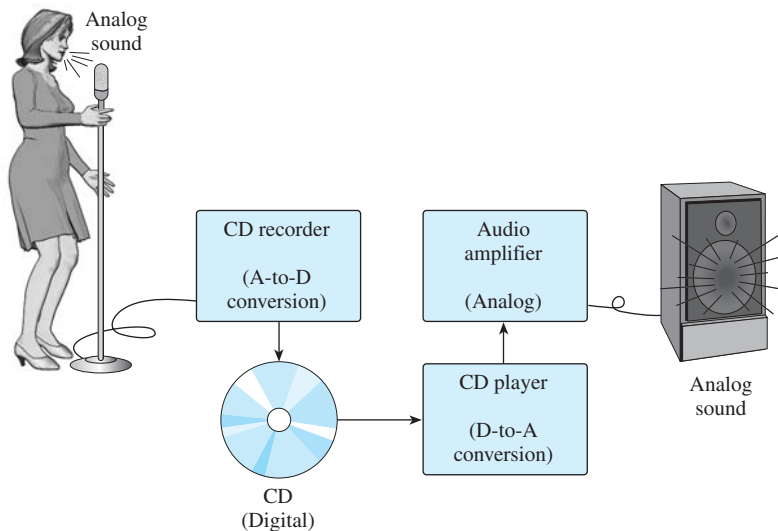 Analog
sound
CD recorder
(A-to-D
conversion)
CD
(Digital)
CD player
(D-to-A
conversion)
Audio
amplifier
(Analog)
Analog
sound